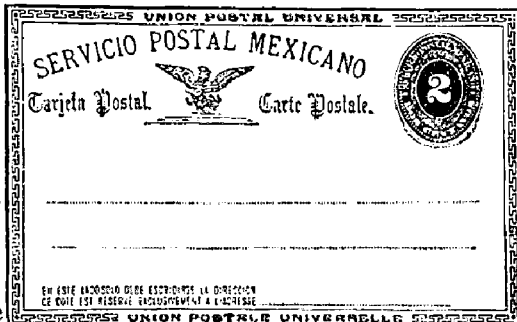 UNION POSTAL UNIVERSAL
SERVICIO POSTAL MEXICANO
Tarjeta Postal.
Carte Postale.
2
EN ESTE LADO SOLO DEBE ESCRIBIRSE LA DIRECCION
CE COTE EST RESERVE EXCLUSIVEMENT A L'ADRESSE
UNION POSTALE UNIVERSELLE